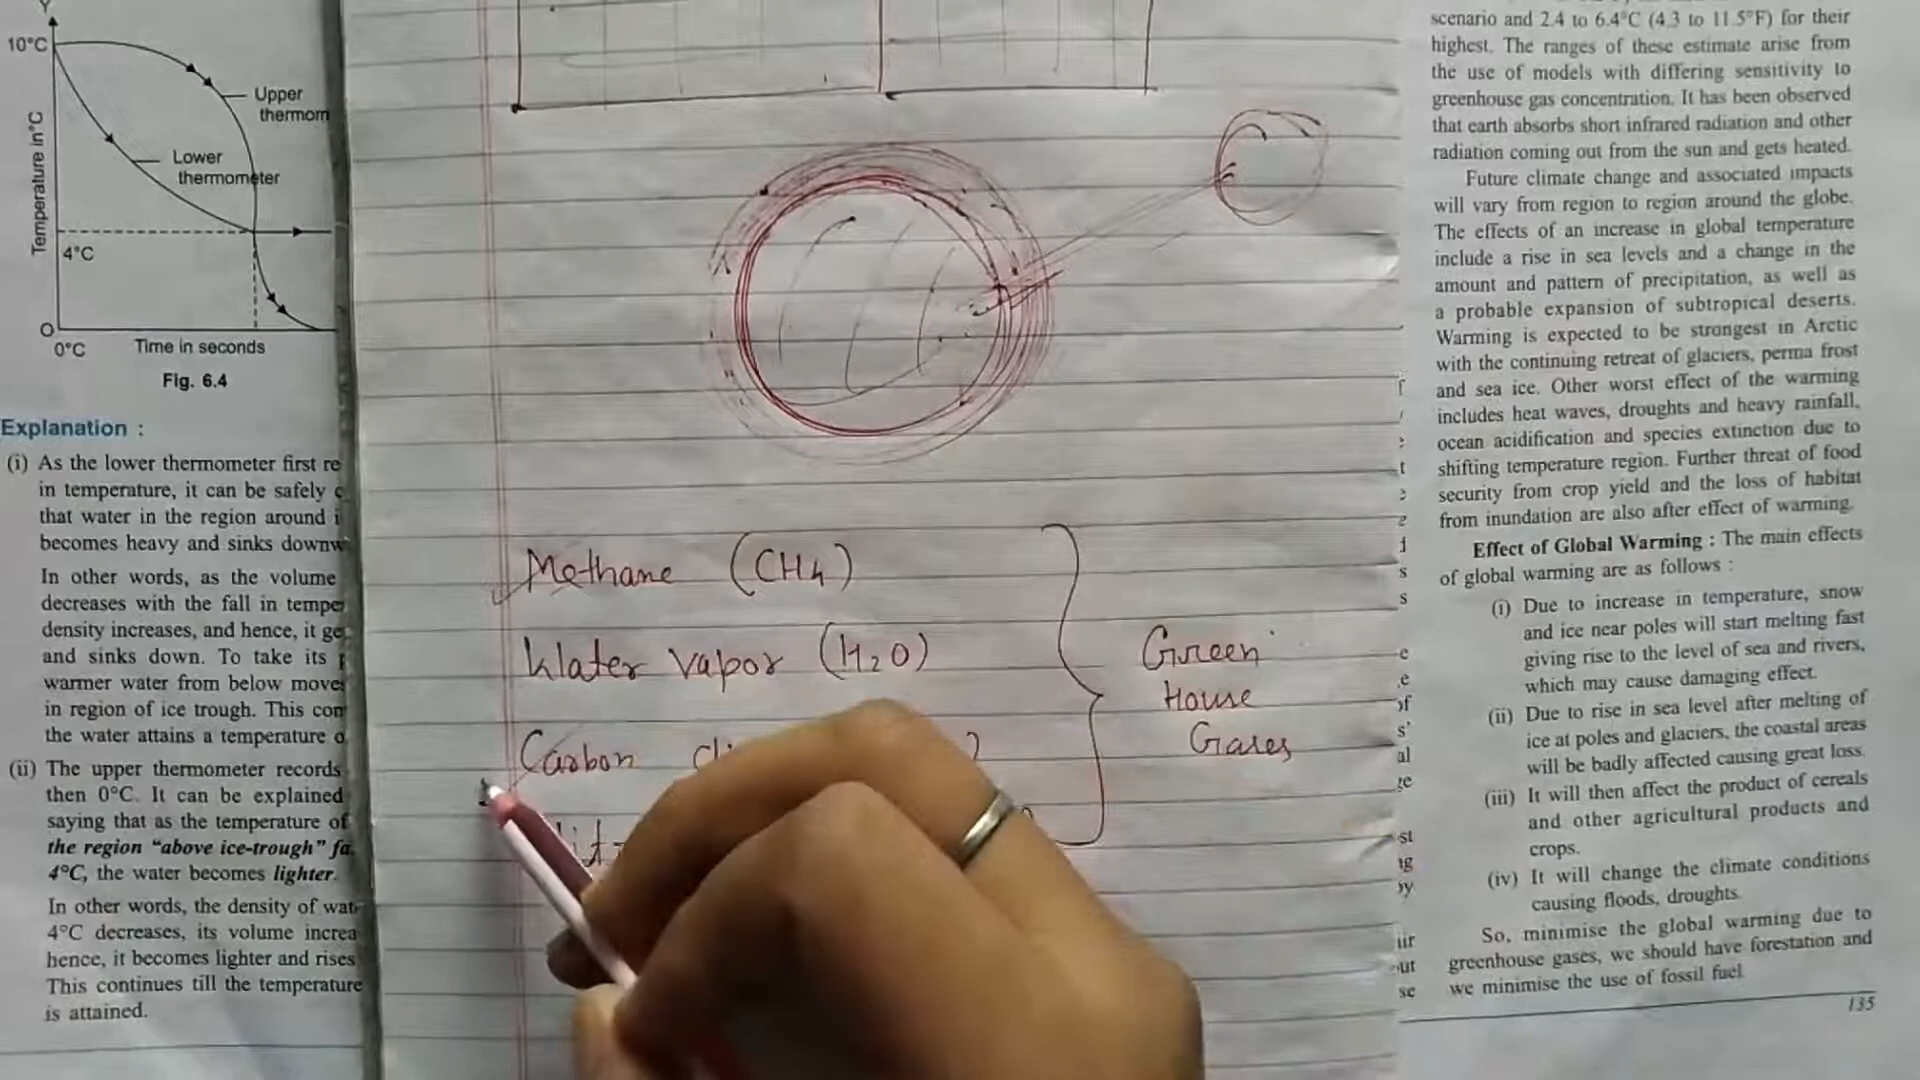 Y
10°C
Upper
thermom
Temperature in°C
Lower
thermometer
4°C
O
0°C
Time in seconds
Fig. 6.4
Explanation :
(i) As the lower thermometer first re
in temperature, it can be safely
that water in the region around i
becomes heavy and sinks downw
In other words, as the volume
decreases with the fall in temper
density increases, and hence, it ge
and sinks down. To take its
warmer water from below moves
in region of ice trough. This con
the water attains a temperature o
(ii) The upper thermometer records
then 0°C. It can be explained
saying that as the temperature of
the region “above ice-trough” fa
4°C, the water becomes lighter.
In other words, the density of wat
4°C decreases, its volume increa
hence, it becomes lighter and rises
This continues till the temperature
is attained.
Methane (CH4)
Water vapor (H2O)
Carbon
Green
House
Gases
scenario and 2.4 to 6.4°C (4.3 to 11.5°F) for their
highest. The ranges of these estimate arise from
the use of models with differing sensitivity to
greenhouse gas concentration. It has been observed
that earth absorbs short infrared radiation and other
radiation coming out from the sun and gets heated.
Future climate change and associated impacts
will vary from region to region around the globe.
The effects of an increase in global temperature
include a rise in sea levels and a change in the
amount and pattern of precipitation, as well as
a probable expansion of subtropical deserts.
Warming is expected to be strongest in Arctic
with the continuing retreat of glaciers, perma frost
and sea ice. Other worst effect of the warming
includes heat waves, droughts and heavy rainfall,
ocean acidification and species extinction due to
shifting temperature region. Further threat of food
security from crop yield and the loss of habitat
from inundation are also after effect of warming.
Effect of Global Warming : The main effects
of global warming are as follows :
(i) Due to increase in temperature, snow
and ice near poles will start melting fast
giving rise to the level of sea and rivers,
which may cause damaging effect.
(ii) Due to rise in sea level after melting of
ice at poles and glaciers, the coastal areas
will be badly affected causing great loss.
(iii) It will then affect the product of cereals
and other agricultural products and
crops.
(iv) It will change the climate conditions
causing floods, droughts.
So, minimise the global warming due to
greenhouse gases, we should have forestation and
we minimise the use of fossil fuel
135